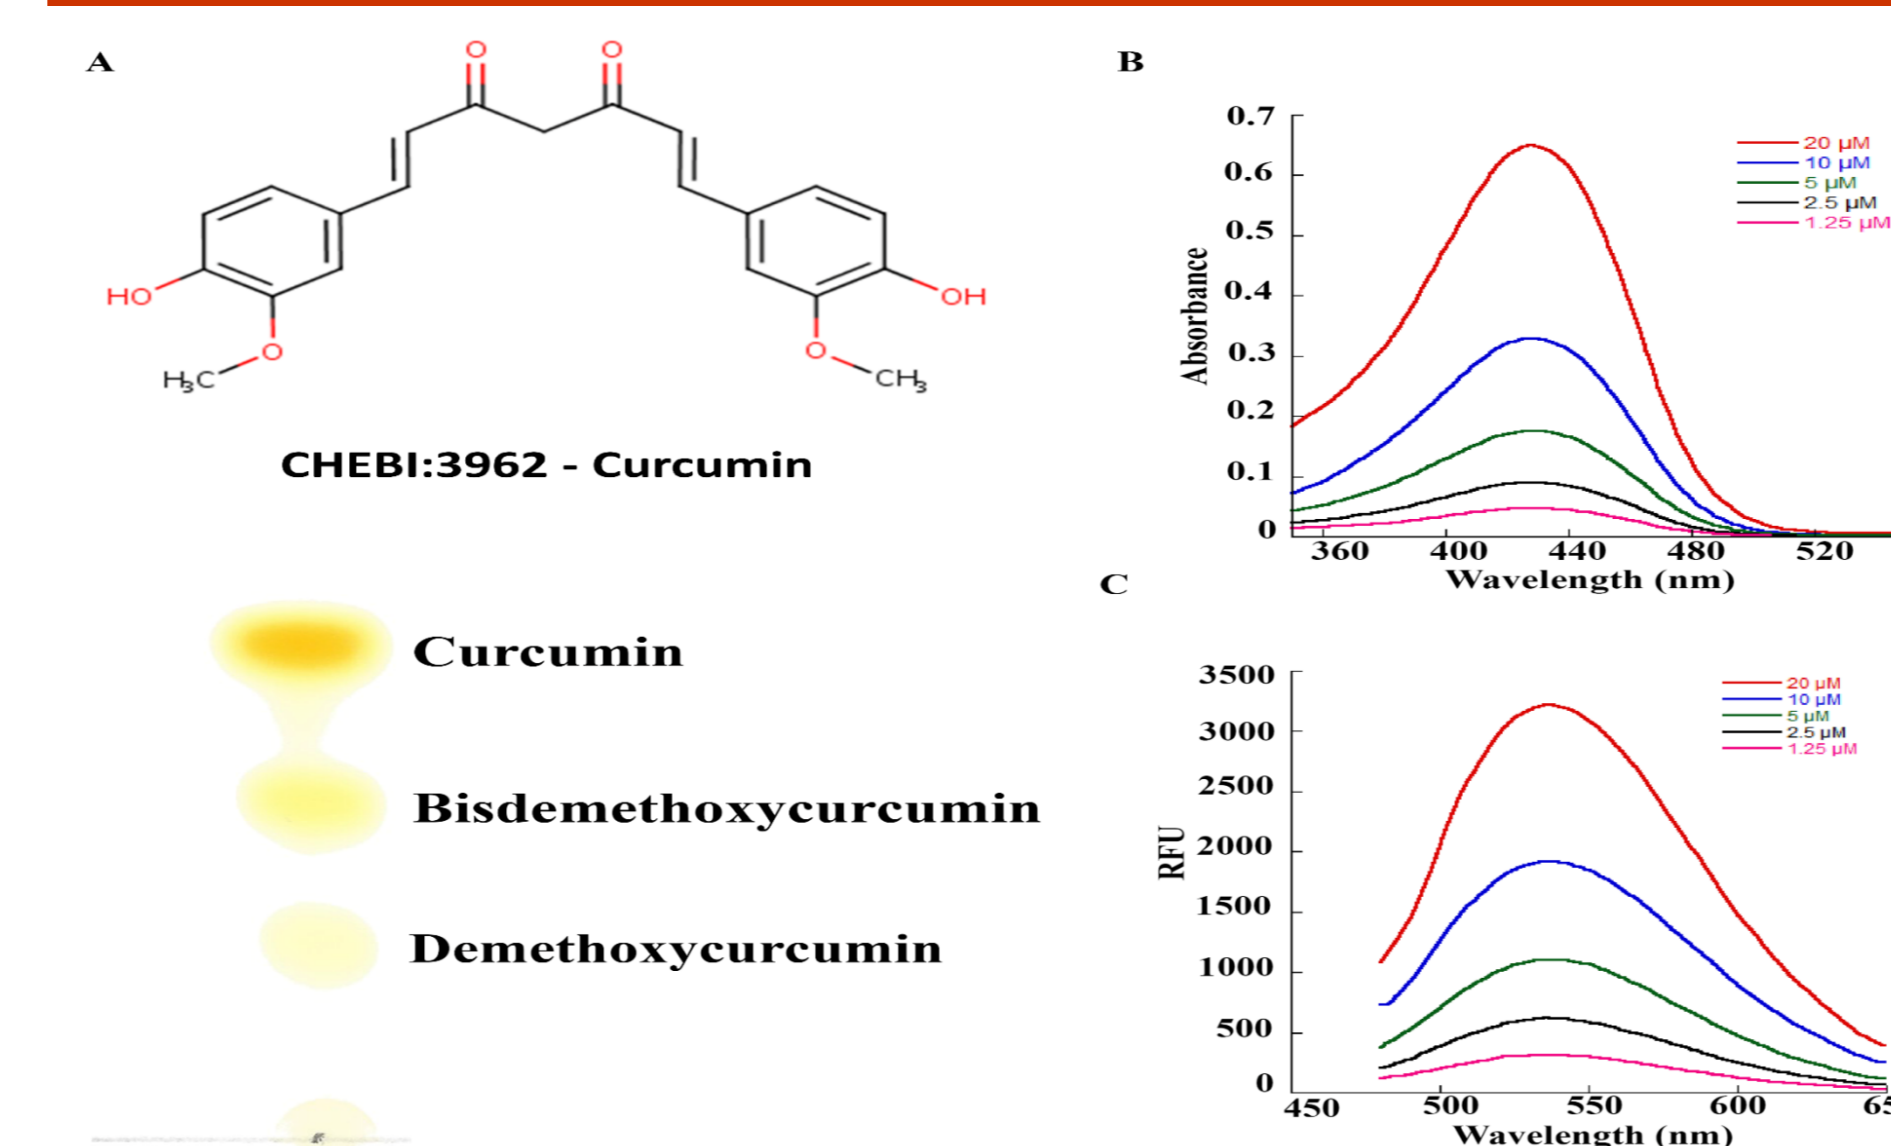 A
O O
HO OH
O O
H3C CH3
CHEBI:3962 - Curcumin
Curcumin
Bisdemethoxycurcumin
Demethoxycurcumin
B
0.7
0.6
0.5
0.4
0.3
0.2
0.1
0
Absorbance
20 µM
10 µM
5 µM
2.5 µM
1.25 µM
360 400 440 480 520
Wavelength (nm)
C
3500
3000
2500
2000
1500
1000
500
0
RFU
20 µM
10 µM
5 µM
2.5 µM
1.25 µM
450 500 550 600 65
Wavelength (nm)